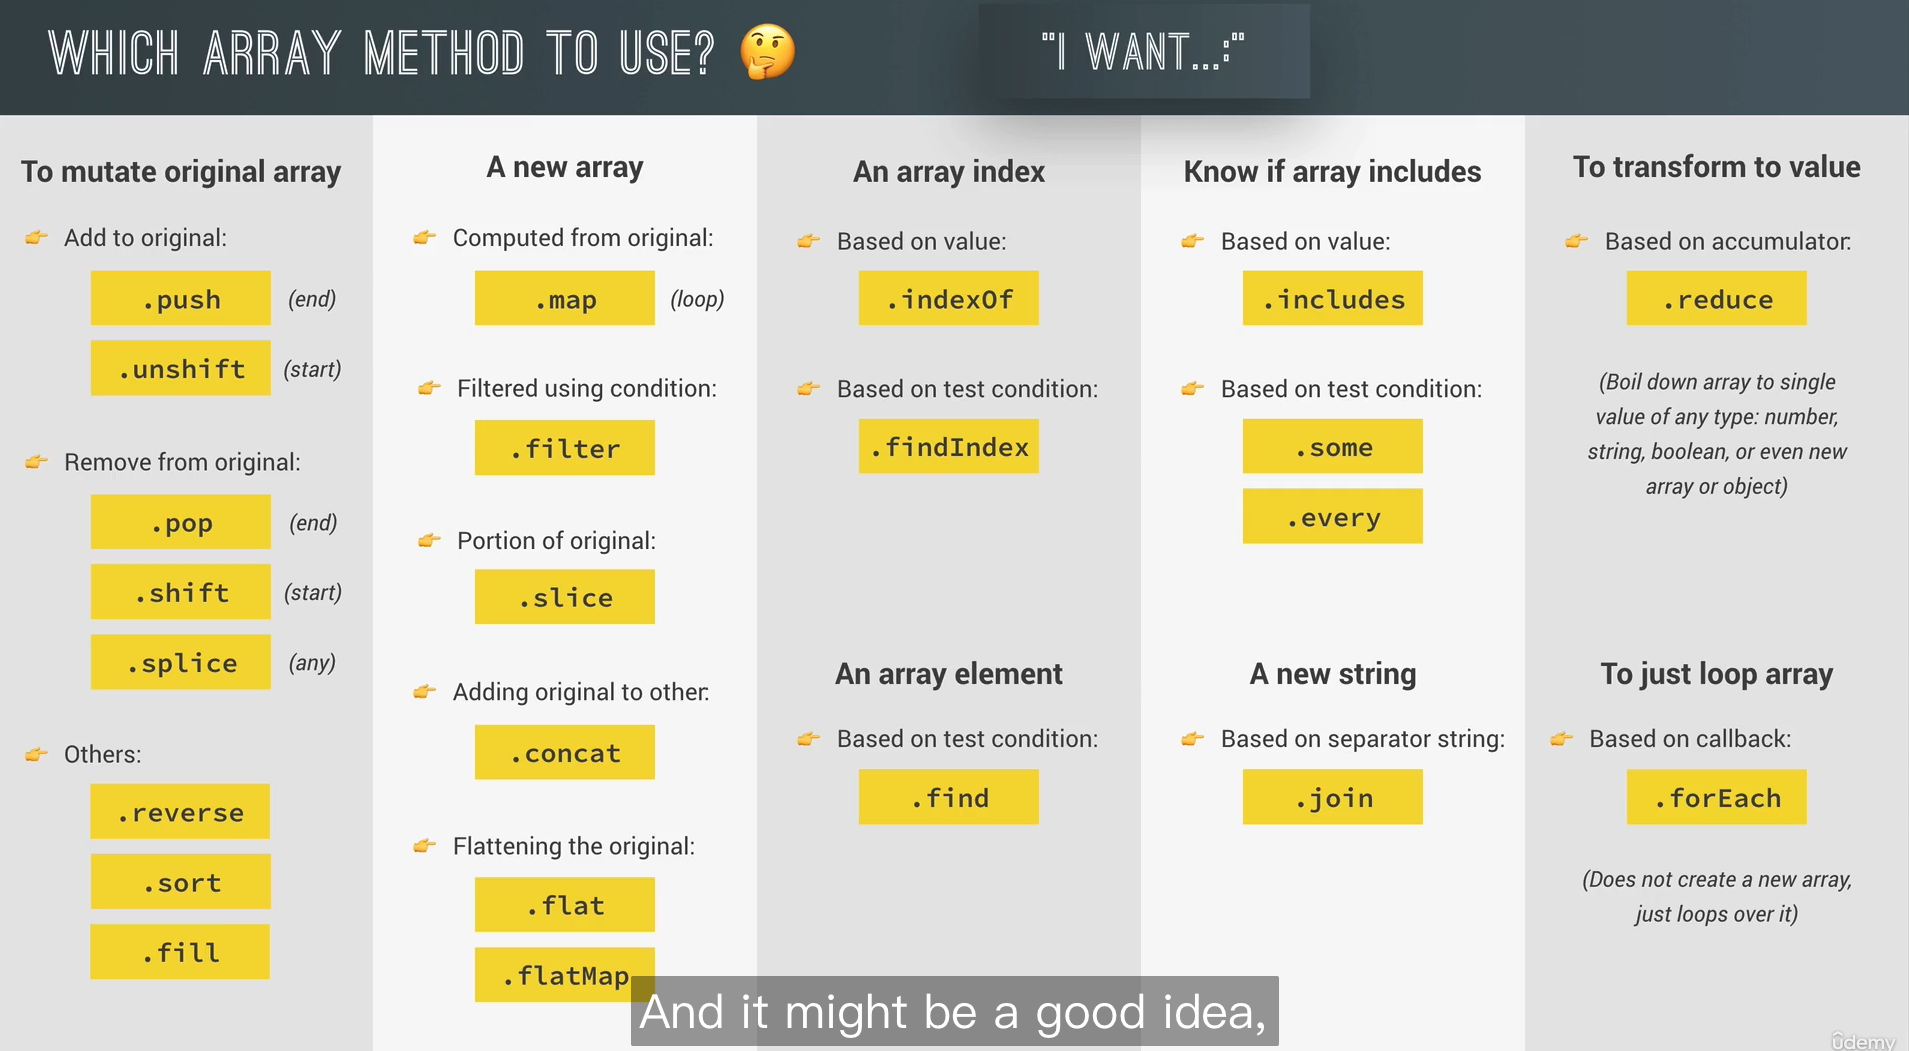 WHICH ARRAY METHOD TO USE?
"I WANT...:"
To mutate original array
Add to original:
.push (end)
.unshift (start)
Remove from original:
.pop (end)
.shift (start)
.splice (any)
Others:
.reverse
.sort
.fill
A new array
Computed from original:
.map (loop)
Filtered using condition:
.filter
Portion of original:
.slice
Adding original to other:
.concat
Flattening the original:
.flat
.flatMap
An array index
Based on value:
.indexOf
Based on test condition:
.findIndex
An array element
Based on test condition:
.find
Know if array includes
Based on value:
.includes
Based on test condition:
.some
.every
A new string
Based on separator string:
.join
To transform to value
Based on accumulator:
.reduce
(Boil down array to single
value of any type: number,
string, boolean, or even new
array or object)
To just loop array
Based on callback:
.forEach
(Does not create a new array,
just loops over it)
And it might be a good idea,
ûdemy